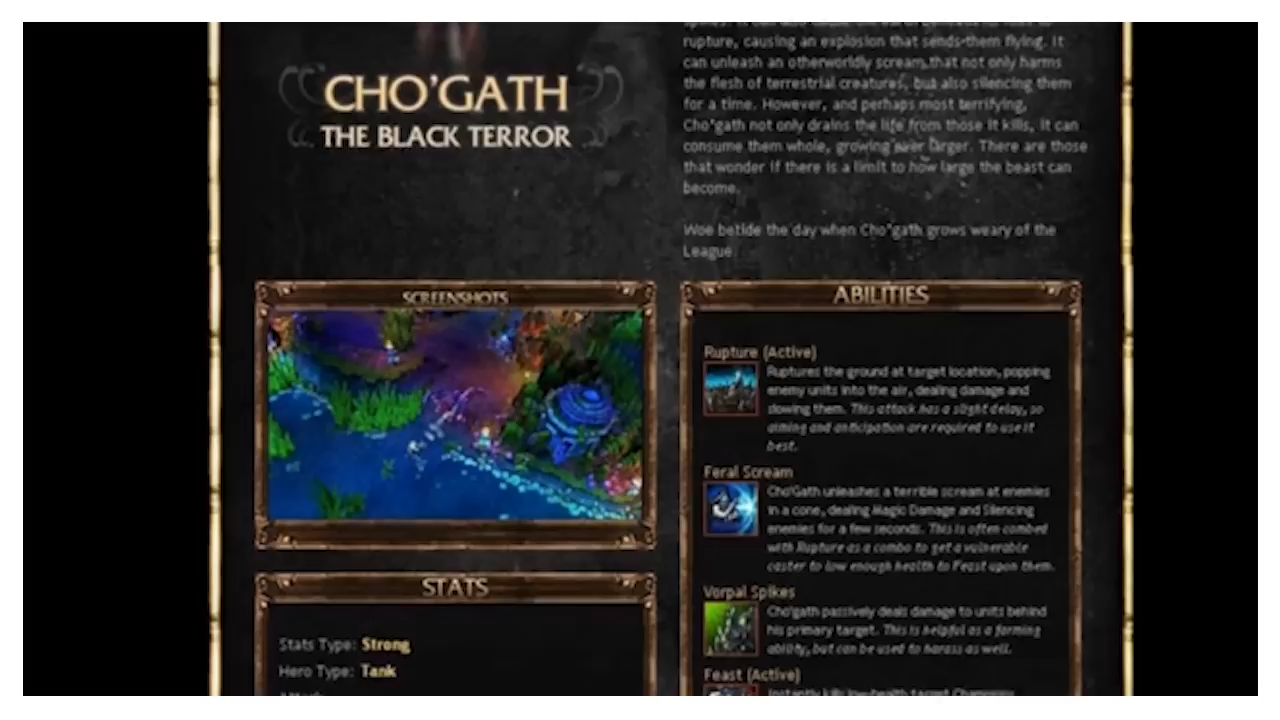 CHO'GATH
THE BLACK TERROR
rupture, causing an explosion that sends them flying. It
can unleash an otherworldly scream that not only harms
the flesh of terrestrial creatures, but also silencing them
for a time. However, and perhaps most terrifying,
Cho'gath not only drains the life from those it kills, it can
consume them whole, growing ever larger. There are those
that wonder if there is a limit to how large the beast can
become.
Woe betide the day when Cho'gath grows weary of the
League.
SCREENSHOTS
STATS
Stats Type: Strong
Hero Type: Tank
ABILITIES
Rupture (Active)
Ruptures the ground at target location, popping
enemy units into the air, dealing damage and
slowing them. This attack has a slight delay, so
aiming and anticipation are required to use it
best.
Feral Scream
Cho'Gath unleashes a terrible scream at enemies
in a cone, dealing Magic Damage and Silencing
enemies for a few seconds. This is often combed
with Rupture as a combo to get a vulnerable
caster to low enough health to Feast upon them.
Vorpal Spikes
Cho'gath passively deals damage to units behind
his primary target. This is helpful as a farming
ability, but can be used to harass as well.
Feast (Active)